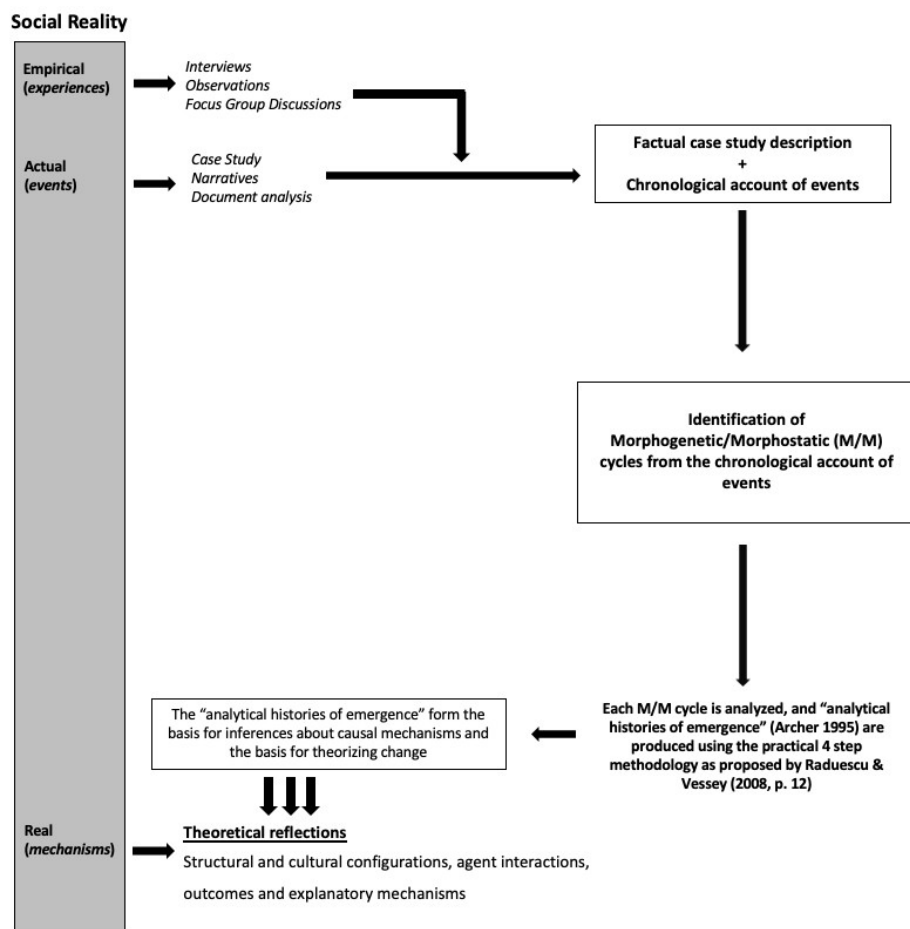 Social Reality
Empirical
(experiences)
Interviews
Observations
Focus Group Discussions
Actual
(events)
Case Study
Narratives
Document analysis
Factual case study description
+
Chronological account of events
Identification of
Morphogenetic/Morphostatic (M/M)
cycles from the chronological account of
events
Each M/M cycle is analyzed, and “analytical
histories of emergence” (Archer 1995) are
produced using the practical 4 step
methodology as proposed by Raduescu &
Vessey (2008, p. 12)
The “analytical histories of emergence” form the
basis for inferences about causal mechanisms and
the basis for theorizing change
Real
(mechanisms)
Theoretical reflections
Structural and cultural configurations, agent interactions,
outcomes and explanatory mechanisms